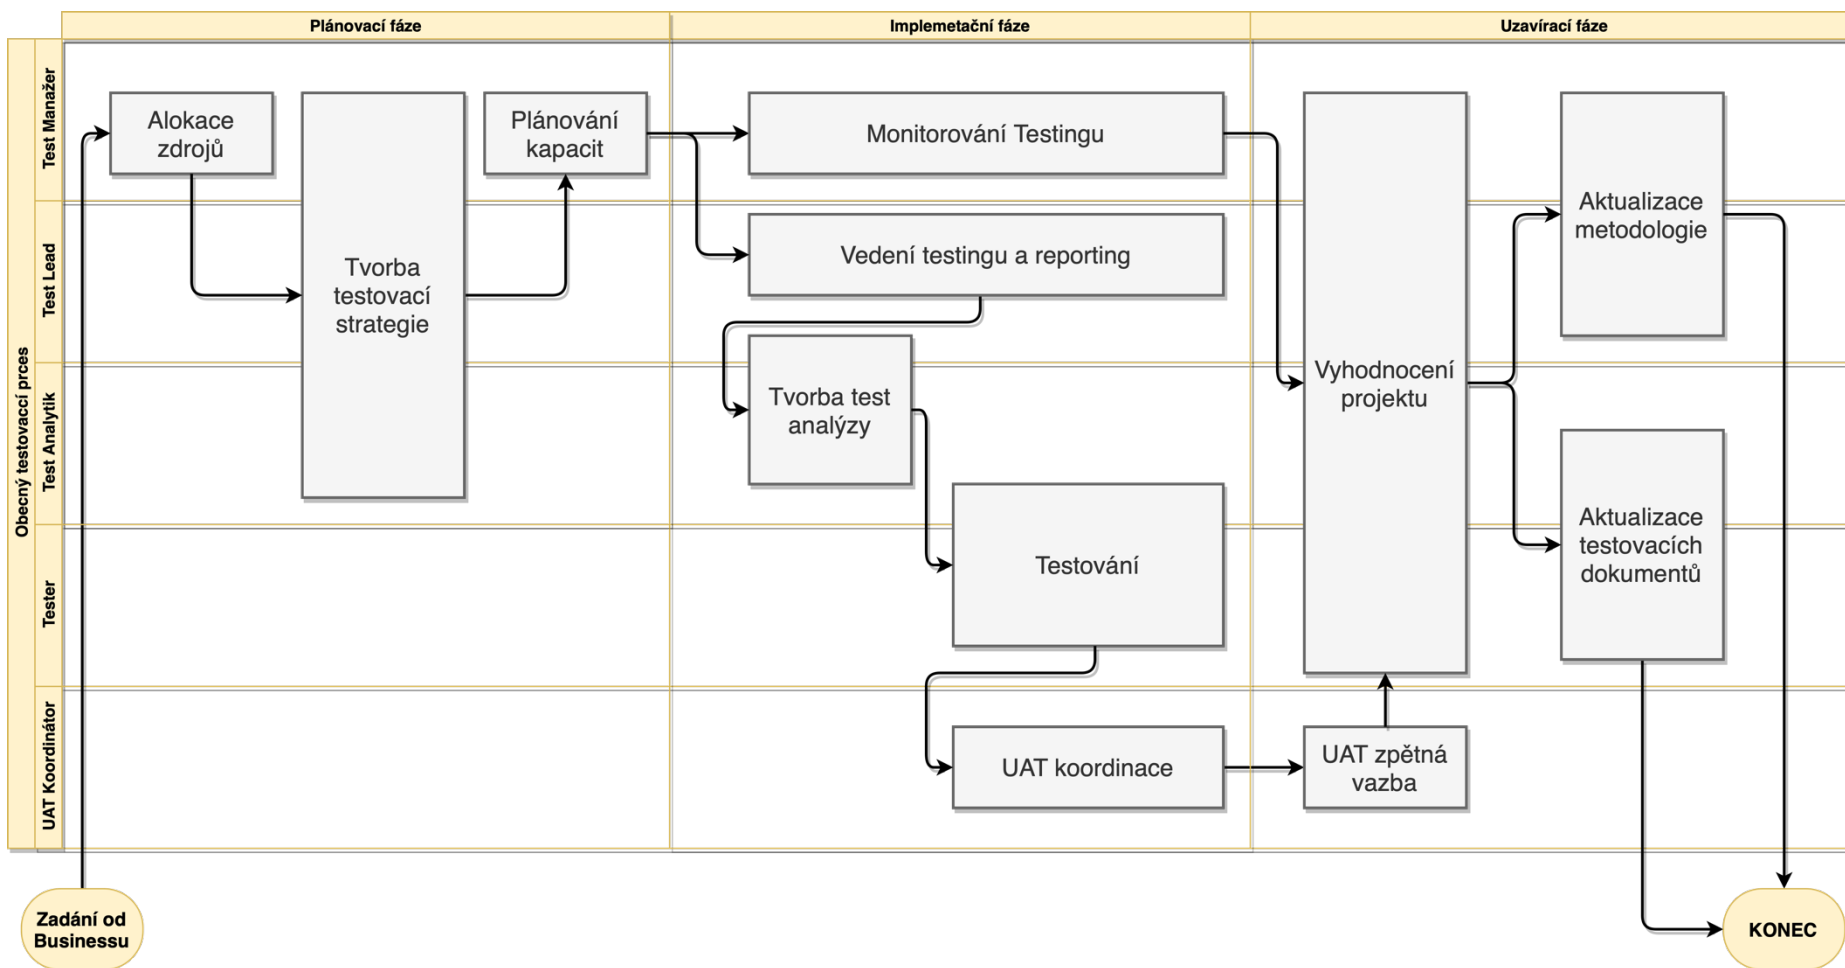 Plánovací fáze
Implemetační fáze
Uzavírací fáze
Obecný testovaccí prces
Test Manažer
Alokace
zdrojů
Plánování
kapacit
Monitorování Testingu
Test Lead
Tvorba
testovací
strategie
Vedení testingu a reporting
Aktualizace
metodologie
Test Analytik
Tvorba test
analýzy
Vyhodnocení
projektu
Tester
Testování
Aktualizace
testovacích
dokumentů
UAT Koordinátor
UAT koordinace
UAT zpětná
vazba
Zadání od
Businessu
KONEC